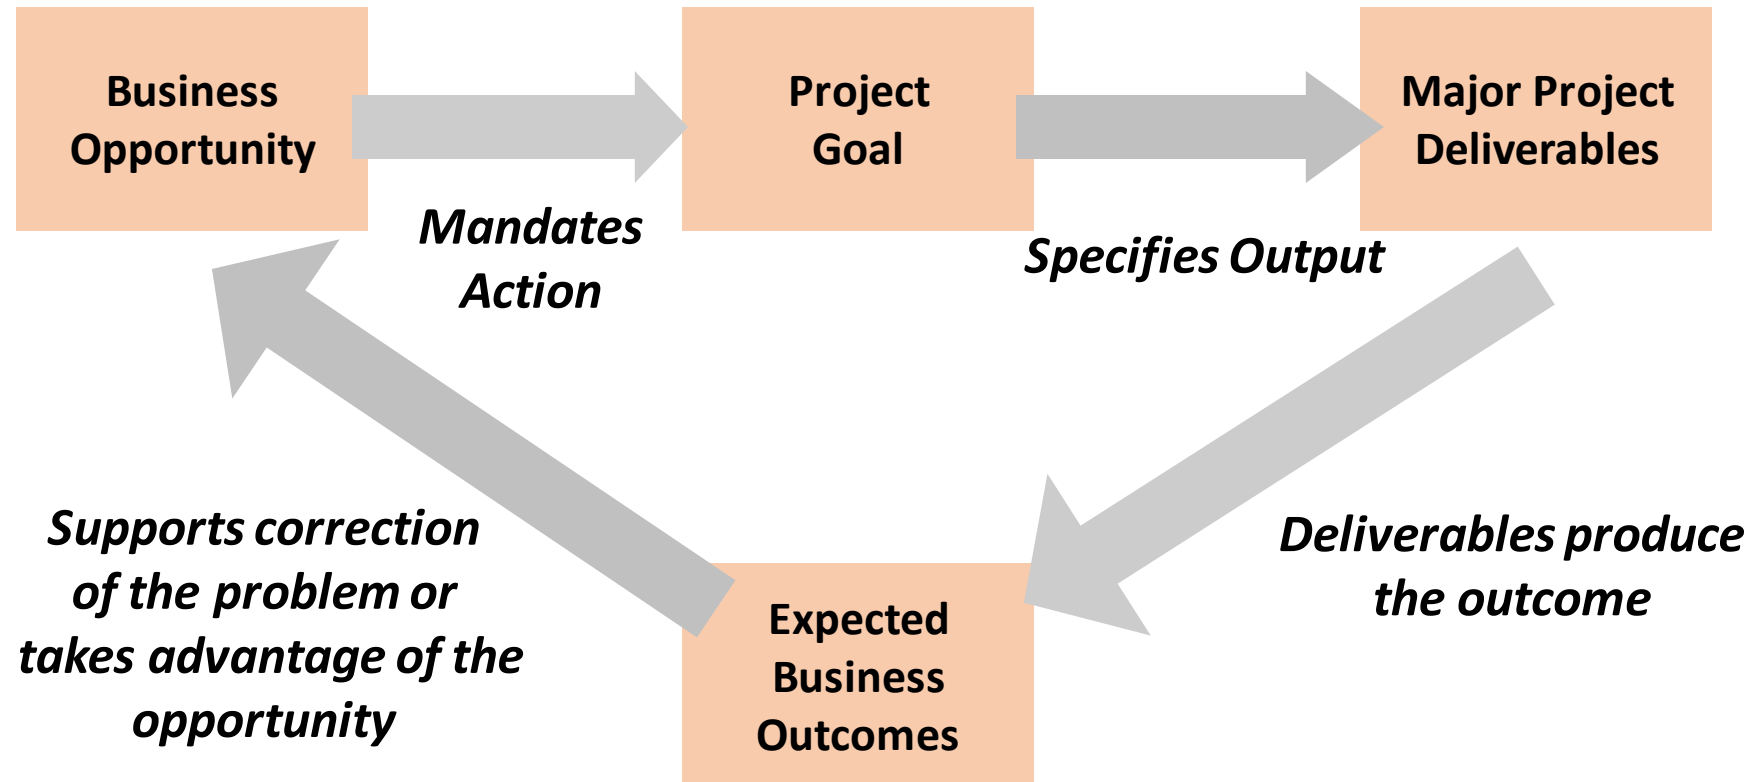 Business
Opportunity
Project
Goal
Major Project
Deliverables
Mandates
Action
Specifies Output
Supports correction
of the problem or
takes advantage of the
opportunity
Deliverables produce
the outcome
Expected
Business
Outcomes